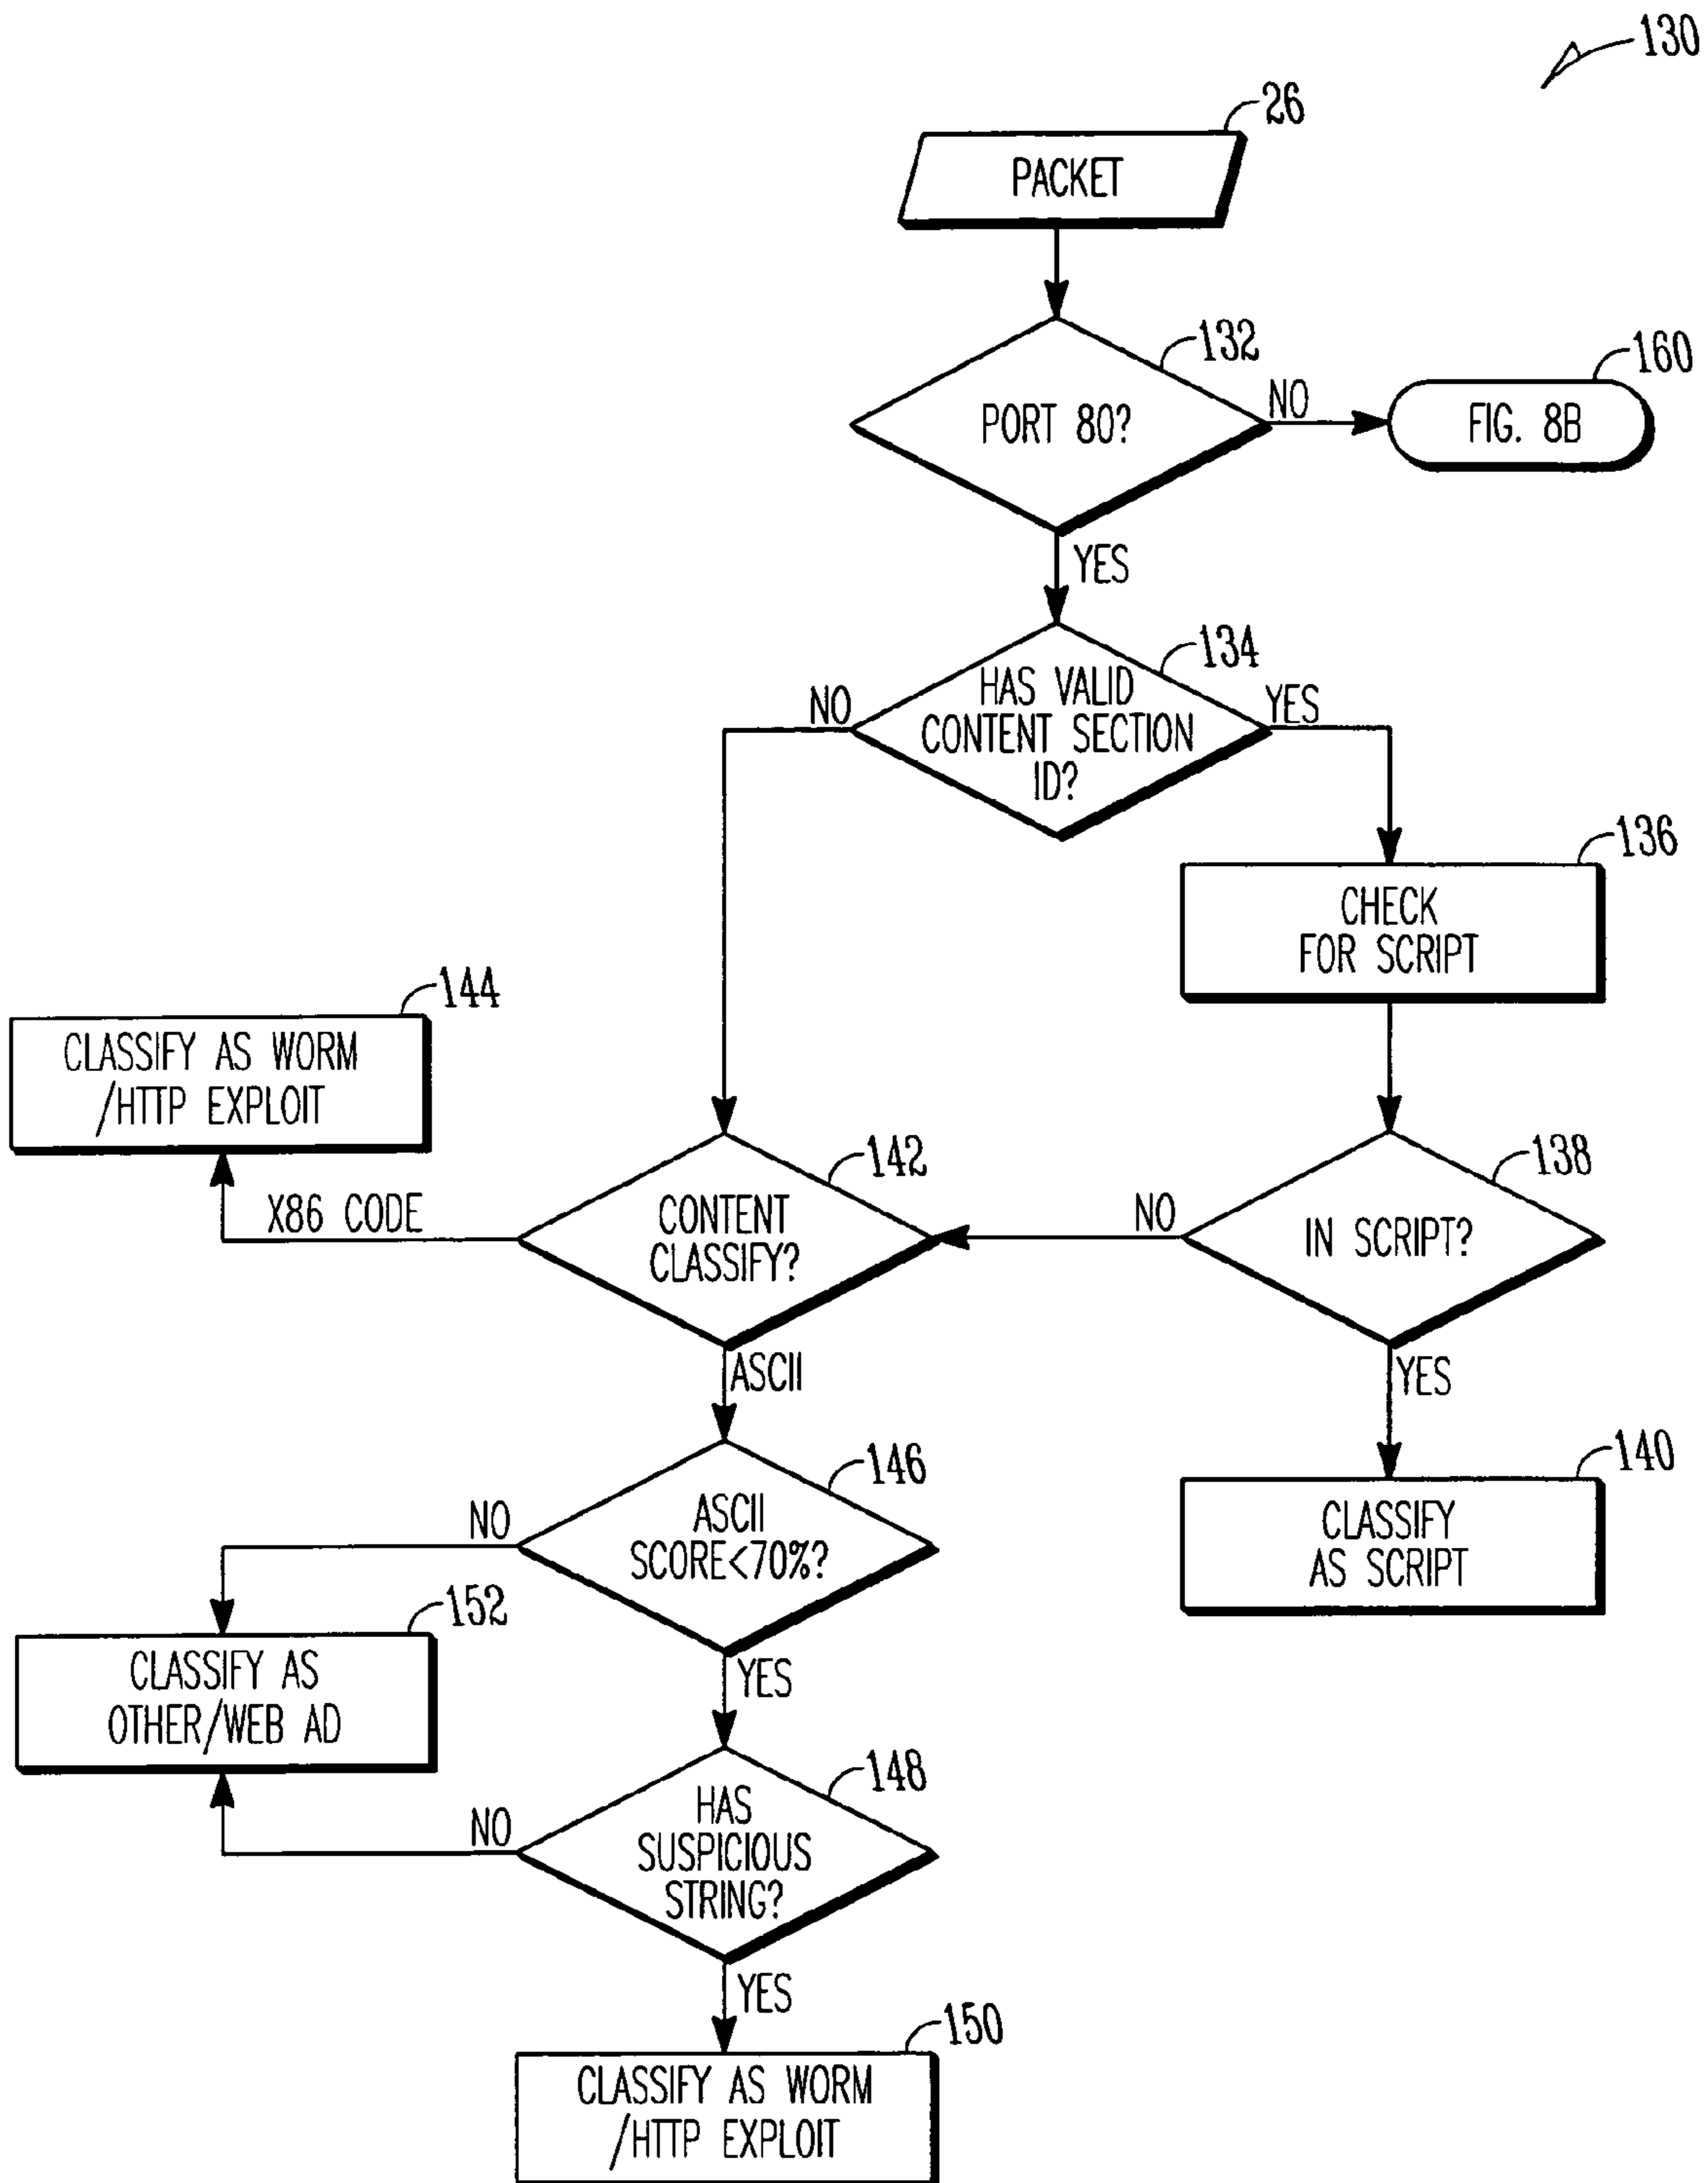 130
26
PACKET
132
PORT 80?
NO
160
FIG. 8B
YES
134
HAS VALID
CONTENT SECTION
ID?
NO
YES
136
CHECK
FOR SCRIPT
144
CLASSIFY AS WORM
/HTTP EXPLOIT
X86 CODE
142
CONTENT
CLASSIFY?
NO
138
IN SCRIPT?
ASCII
YES
146
ASCII
SCORE<70%?
NO
140
CLASSIFY
AS SCRIPT
152
CLASSIFY AS
OTHER/WEB AD
YES
148
HAS
SUSPICIOUS
STRING?
NO
YES
150
CLASSIFY AS WORM
/HTTP EXPLOIT